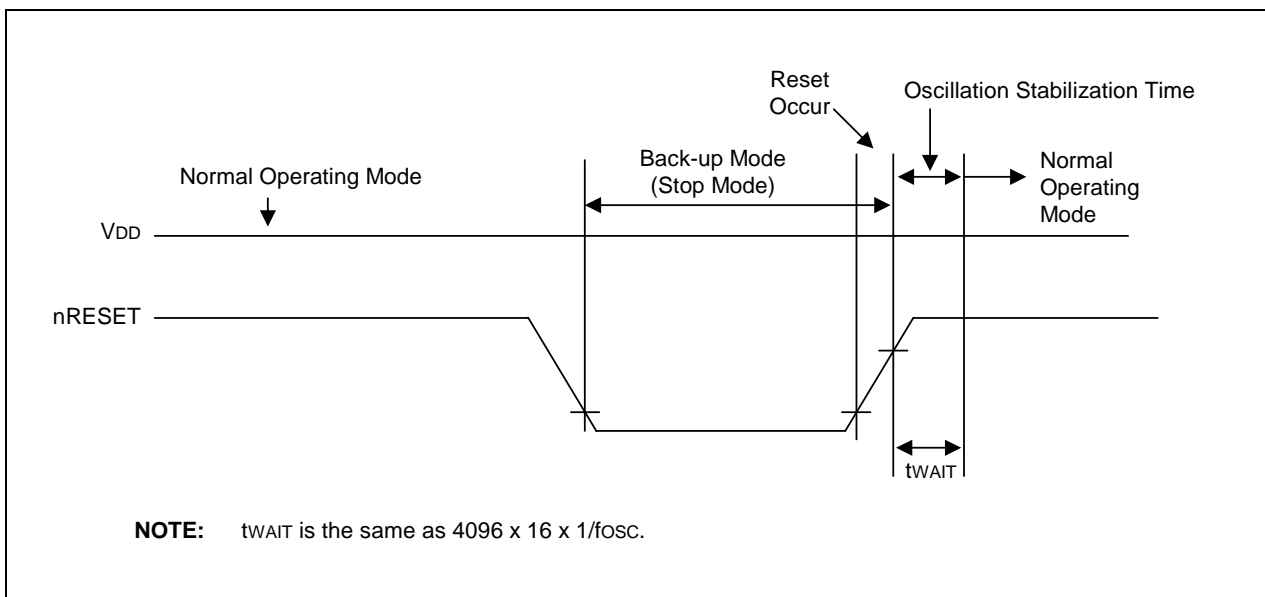 Reset
Occur
Oscillation Stabilization Time
Normal Operating Mode
Back-up Mode
(Stop Mode)
Normal
Operating
Mode
VDD
nRESET
tWAIT
NOTE: tWAIT is the same as 4096 x 16 x 1/fOSC.